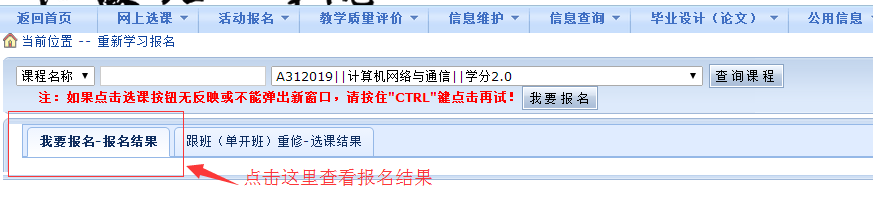 返回首页 网上选课 活动报名 教学质量评价 信息维护 信息查询 毕业设计（论文） 公用信息
当前位置 -- 重新学习报名
课程名称 A312019||计算机网络与通信||学分2.0 查询课程
注：如果点击选课按钮无反映或不能弹出新窗口，请按住"CTRL"键点击再试！ 我要报名
我要报名-报名结果 跟班（单开班）重修-选课结果
点击这里查看报名结果